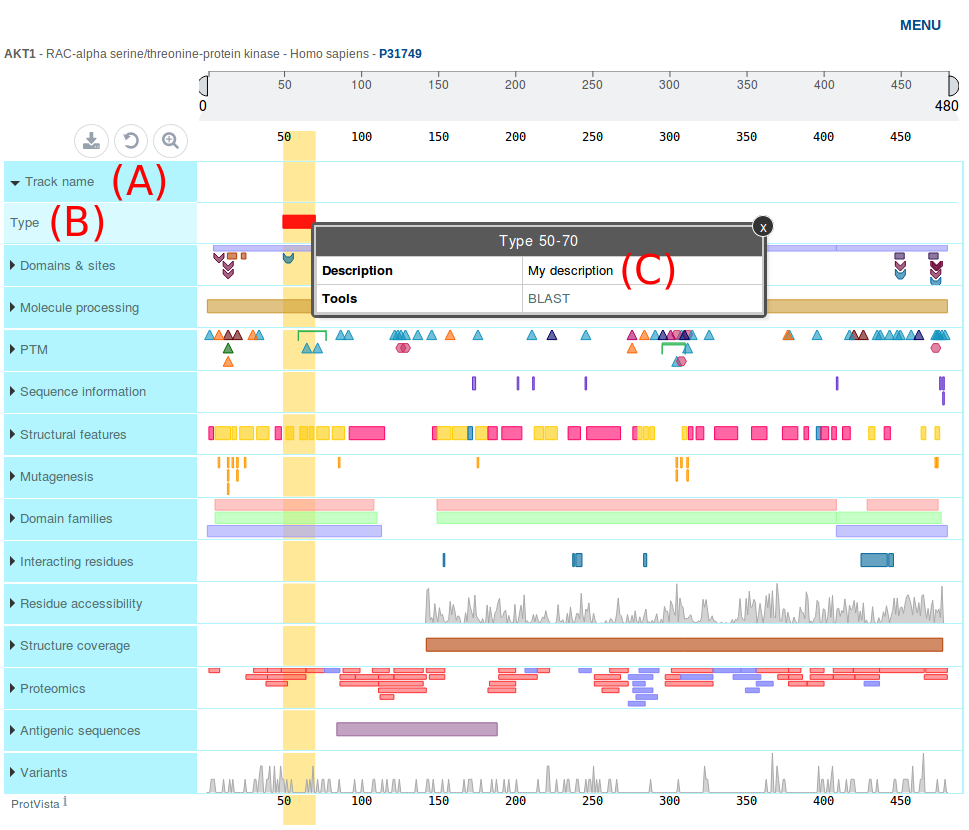 MENU
AKT1 - RAC-alpha serine/threonine-protein kinase - Homo sapiens - P31749
50 100 150 200 250 300 350 400 450
0 480
50 100 150 200 250 300 350 400 450
Track name (A)
Type (B)
Type 50-70 x
Domains & sites
Description My description (C)
Tools BLAST
Molecule processing
PTM
Sequence information
Structural features
Mutagenesis
Domain families
Interacting residues
Residue accessibility
Structure coverage
Proteomics
Antigenic sequences
Variants
ProtVista i
50 100 150 200 250 300 350 400 450